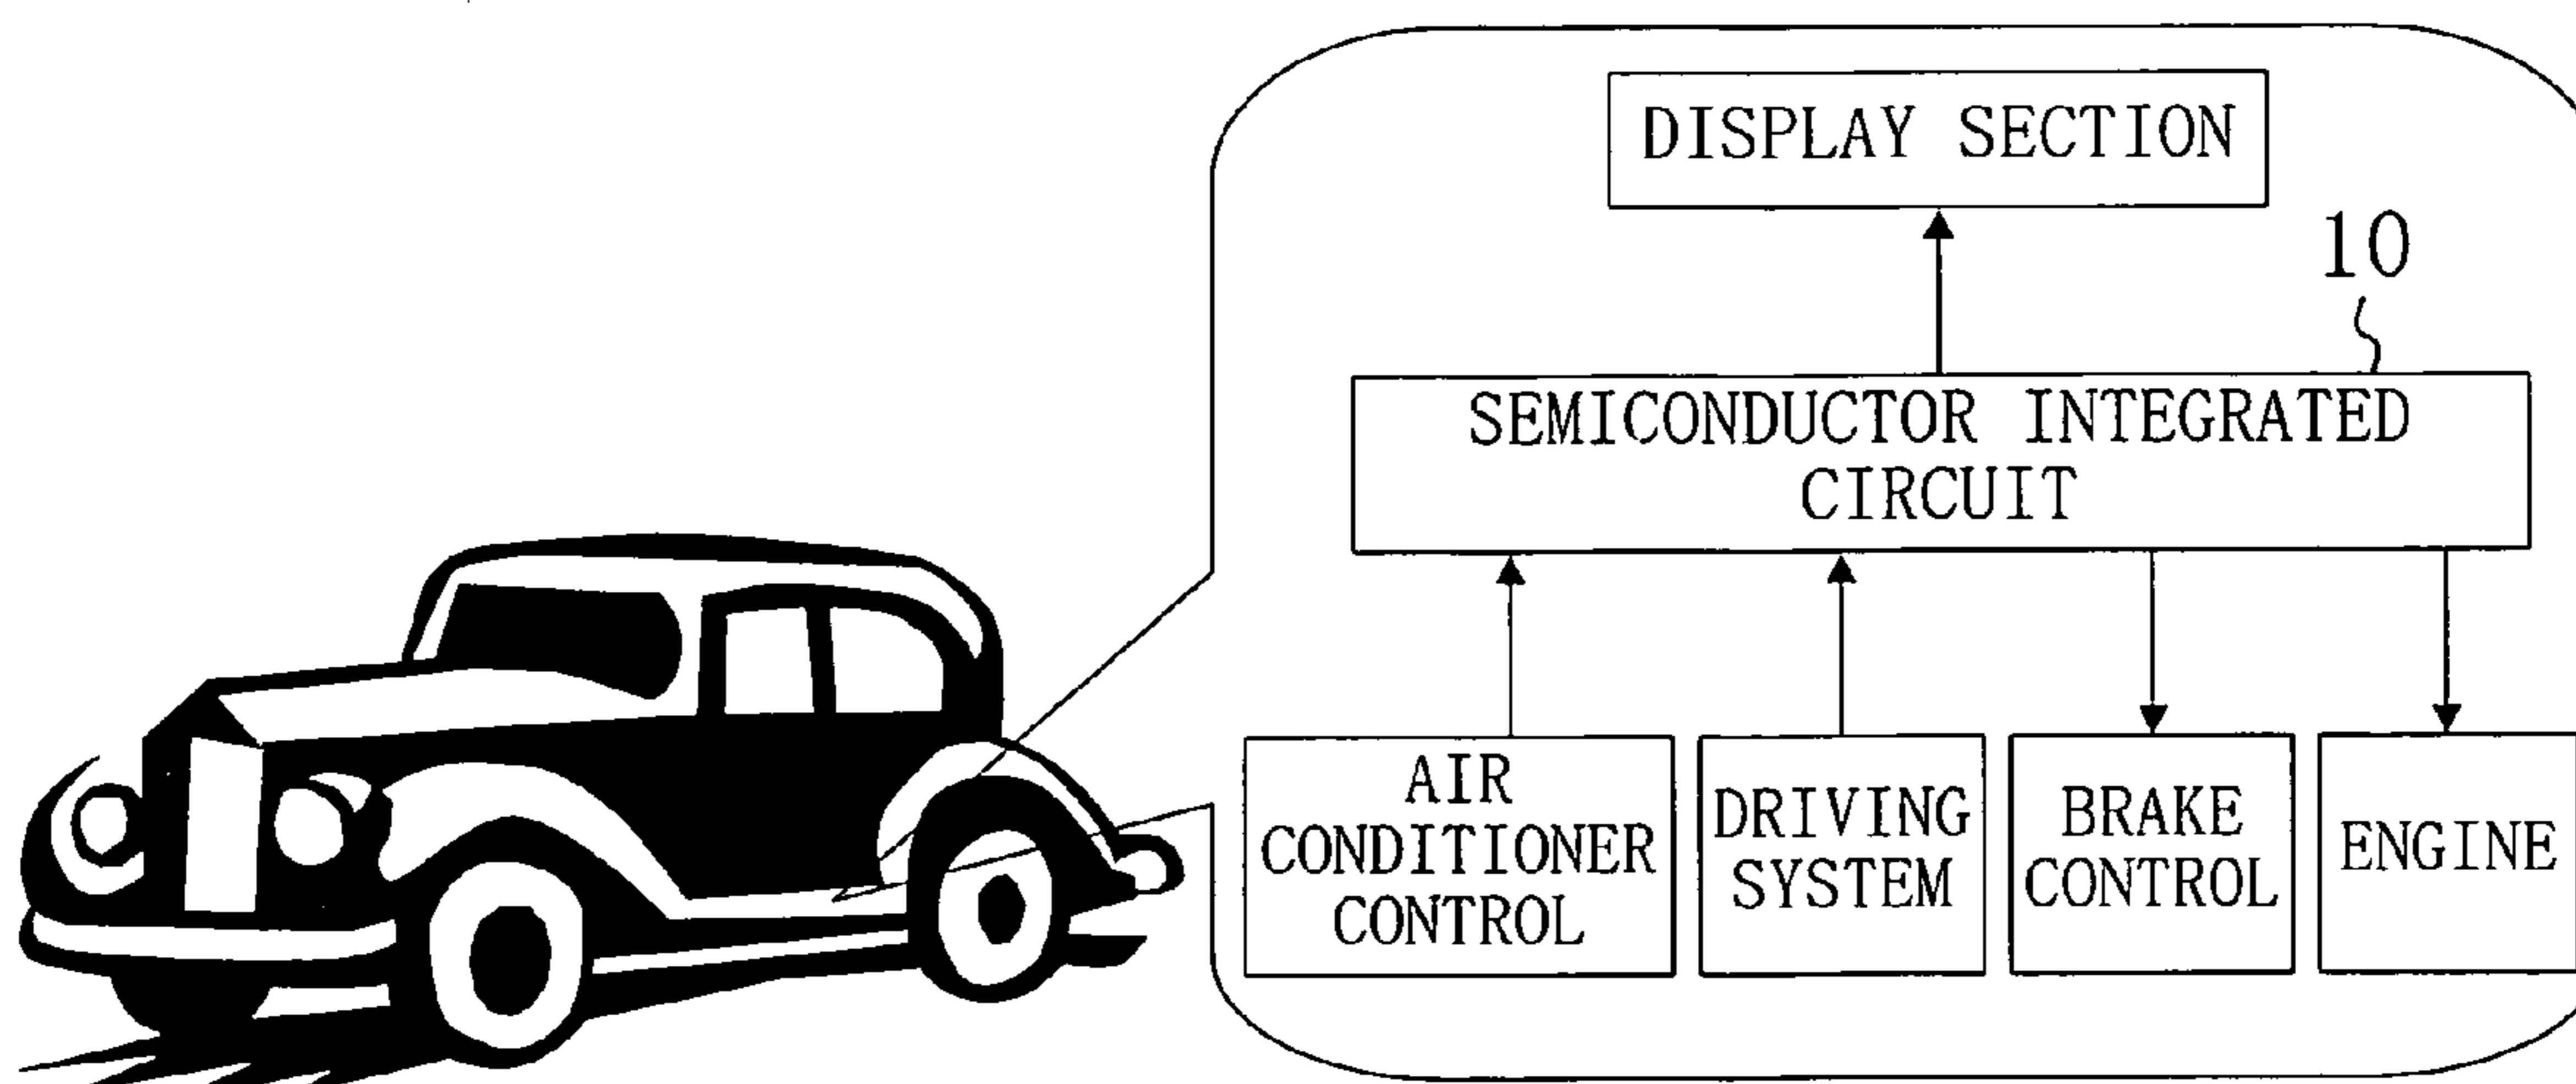 DISPLAY SECTION
10
SEMICONDUCTOR INTEGRATED
CIRCUIT
AIR
CONDITIONER
CONTROL
DRIVING
SYSTEM
BRAKE
CONTROL
ENGINE